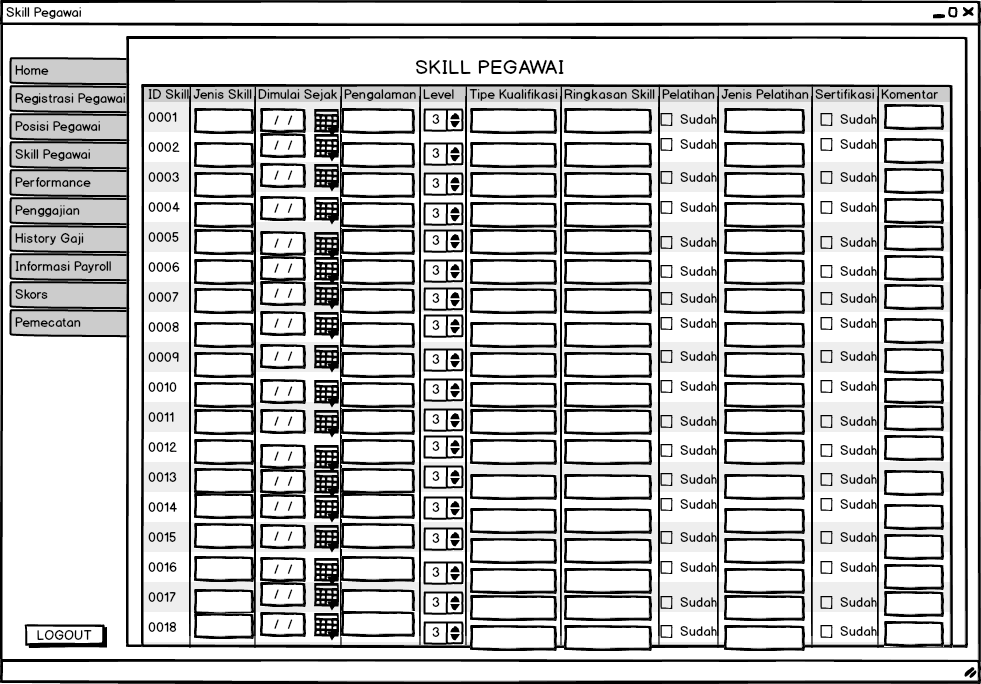 Skill Pegawai
SKILL PEGAWAI
Home
Registrasi Pegawai
Posisi Pegawai
Skill Pegawai
Performance
Penggajian
History Gaji
Informasi Payroll
Skors
Pemecatan
LOGOUT
ID Skill Jenis Skill Dimulai Sejak Pengalaman Level Tipe Kualifikasi Ringkasan Skill Pelatihan Jenis Pelatihan Sertifikasi Komentar
0001 / / 3 Sudah Sudah
0002 / / 3 Sudah Sudah
0003 / / 3 Sudah Sudah
0004 / / 3 Sudah Sudah
0005 / / 3 Sudah Sudah
0006 / / 3 Sudah Sudah
0007 / / 3 Sudah Sudah
0008 / / 3 Sudah Sudah
0009 / / 3 Sudah Sudah
0010 / / 3 Sudah Sudah
0011 / / 3 Sudah Sudah
0012 / / 3 Sudah Sudah
0013 / / 3 Sudah Sudah
0014 / / 3 Sudah Sudah
0015 / / 3 Sudah Sudah
0016 / / 3 Sudah Sudah
0017 / / 3 Sudah Sudah
0018 / / 3 Sudah Sudah